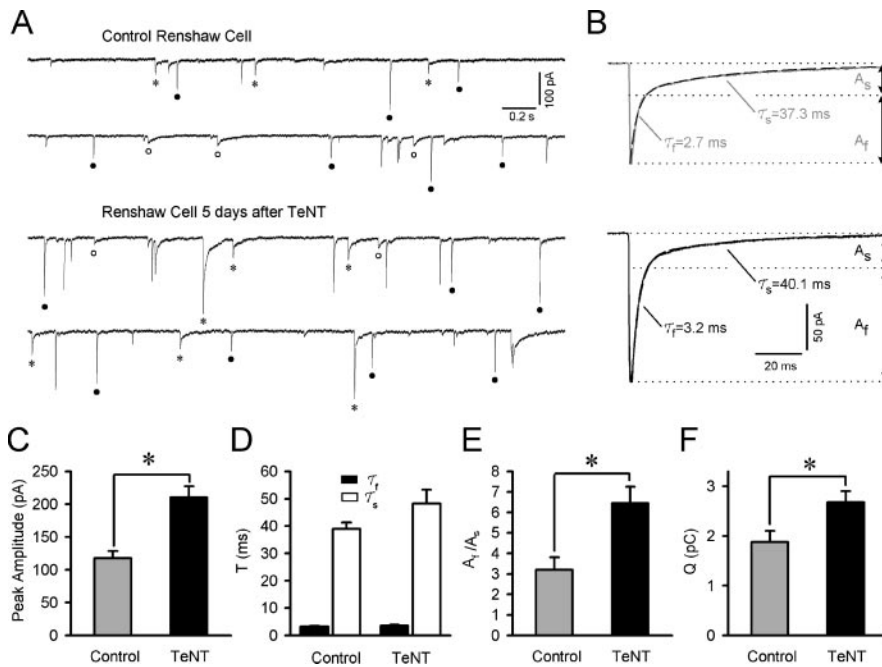 A
Control Renshaw Cell
100 pA
0.2 s
Renshaw Cell 5 days after TeNT
B
A_s
τ_s=37.3 ms
τ_f=2.7 ms
A_f
A_s
τ_s=40.1 ms
τ_f=3.2 ms
A_f
50 pA
20 ms
C
*
Peak Amplitude (pA)
250
200
150
100
50
0
Control
TeNT
D
T (ms)
60
50
40
30
20
10
0
τ_f
τ_s
Control
TeNT
E
*
A_f/A_s
8
7
6
5
4
3
2
1
0
Control
TeNT
F
*
Q (pC)
3
2
1
0
Control
TeNT